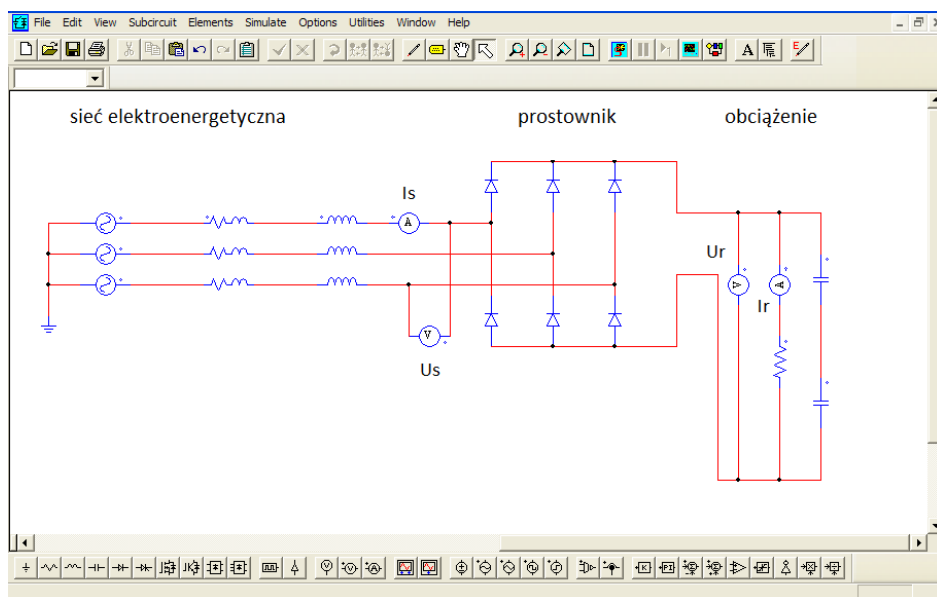 File Edit View Subcircuit Elements Simulate Options Utilities Window Help
sieć elektroenergetyczna prostownik obciążenie
Is
A
Ur
V A
Ir
V
Us